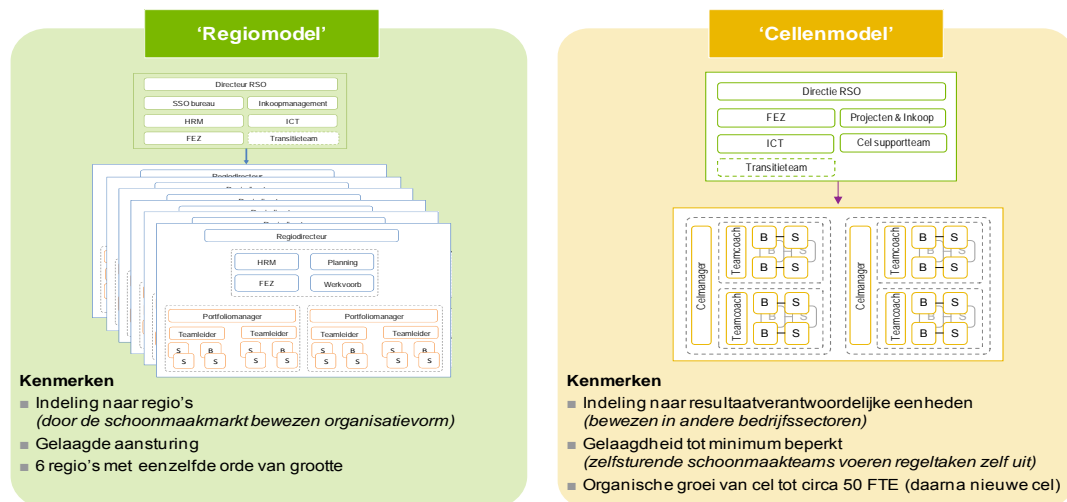 'Regiomodel'
Directeur RSO
SSO bureau
Inkoopmanagement
HRM
ICT
FEZ
Transitieteam
Regiodirecteur
Regiodirecteur
HRM
Planning
FEZ
Werkvoorb
Portfoliomanager
Portfoliomanager
Teamleider
Teamleider
Teamleider
Teamleider
S
B
S
S
S
B
S
S
S
B
S
S
S
B
S
S
Kenmerken
Indeling naar regio's
(door de schoonmaakmarkt bewezen organisatievorm)
Gelaagde aansturing
6 regio's met eenzelfde orde van grootte
'Cellenmodel'
Directie RSO
FEZ
Projecten & Inkoop
ICT
Cel supportteam
Transitieteam
Celmanager
Teamcoach
B
S
B
S
B
S
Teamcoach
B
S
B
S
B
S
Celmanager
Teamcoach
B
S
B
S
B
S
Teamcoach
B
S
B
S
B
S
Kenmerken
Indeling naar resultaatverantwoordelijke eenheden
(bewezen in andere bedrijfssectoren)
Gelaagdheid tot minimum beperkt
(zelfsturende schoonmaakteams voeren regeltaken zelf uit)
Organische groei van cel tot circa 50 FTE (daarna nieuwe cel)